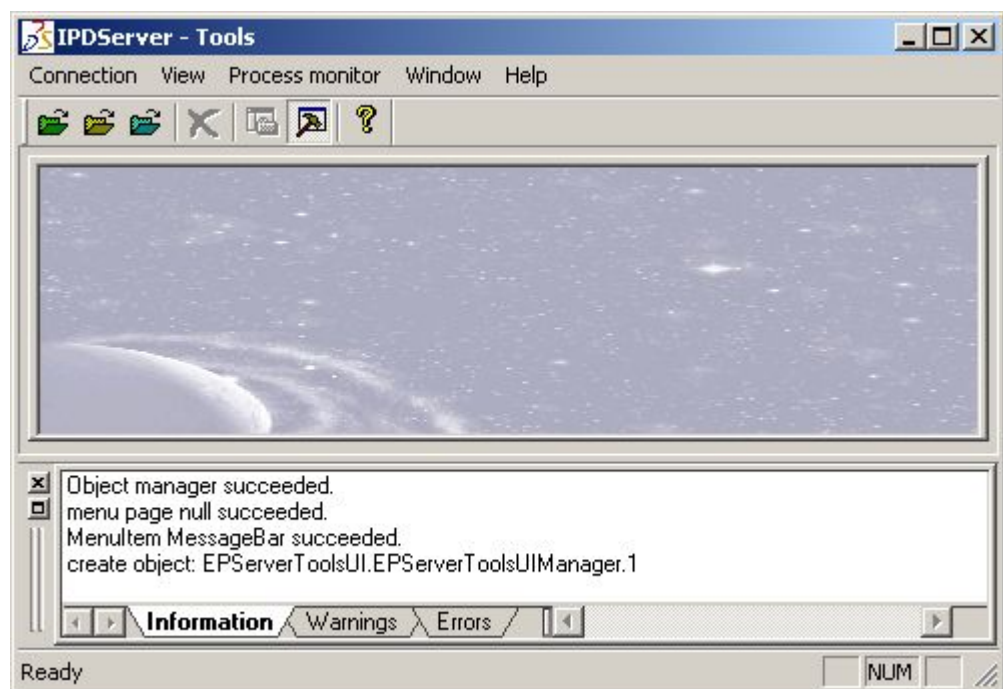 IPDServer - Tools
Connection View Process monitor Window Help
Object manager succeeded.
menu page null succeeded.
MenuItem MessageBar succeeded.
create object: EPServerToolsUI.EPServerToolsUIManager.1
Information Warnings Errors
Ready NUM